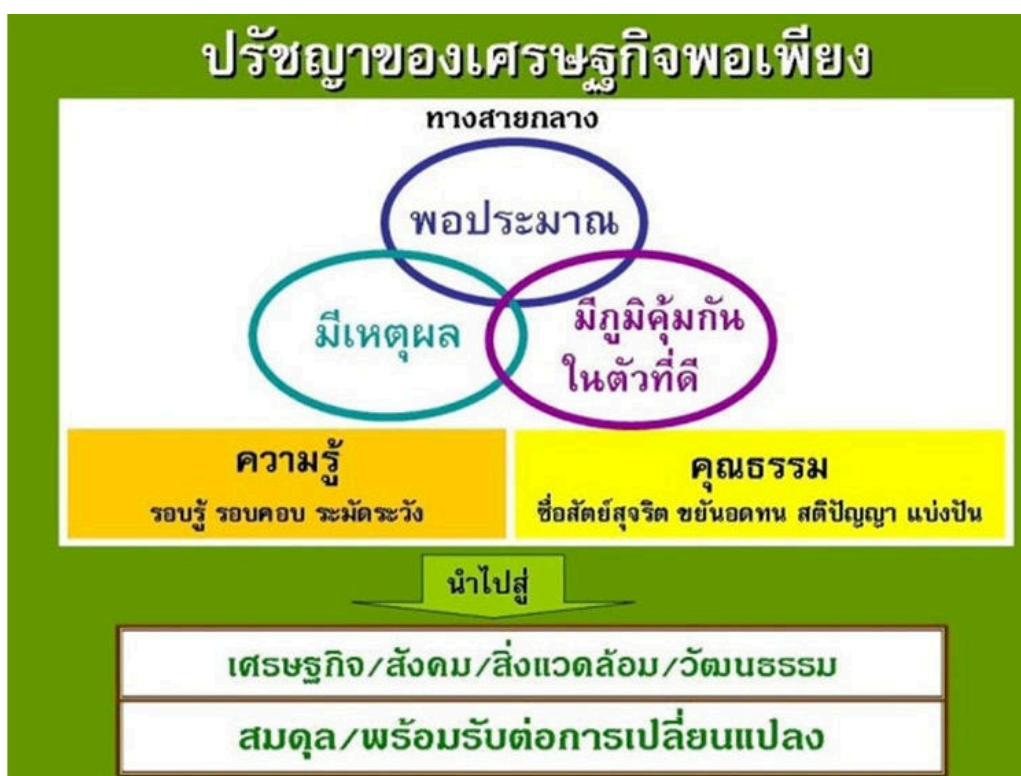 ปรัชญาของเศรษฐกิจพอเพียง
ทางสายกลาง
พอประมาณ
มีเหตุผล
มีภูมิคุ้มกัน
ในตัวที่ดี
ความรู้
รอบรู้ รอบคอบ ระมัดระวัง
คุณธรรม
ซื่อสัตย์สุจริต ขยันอดทน สติปัญญา แบ่งปัน
นำไปสู่
เศรษฐกิจ/สังคม/สิ่งแวดล้อม/วัฒนธรรม
สมดุล/พร้อมรับต่อการเปลี่ยนแปลง